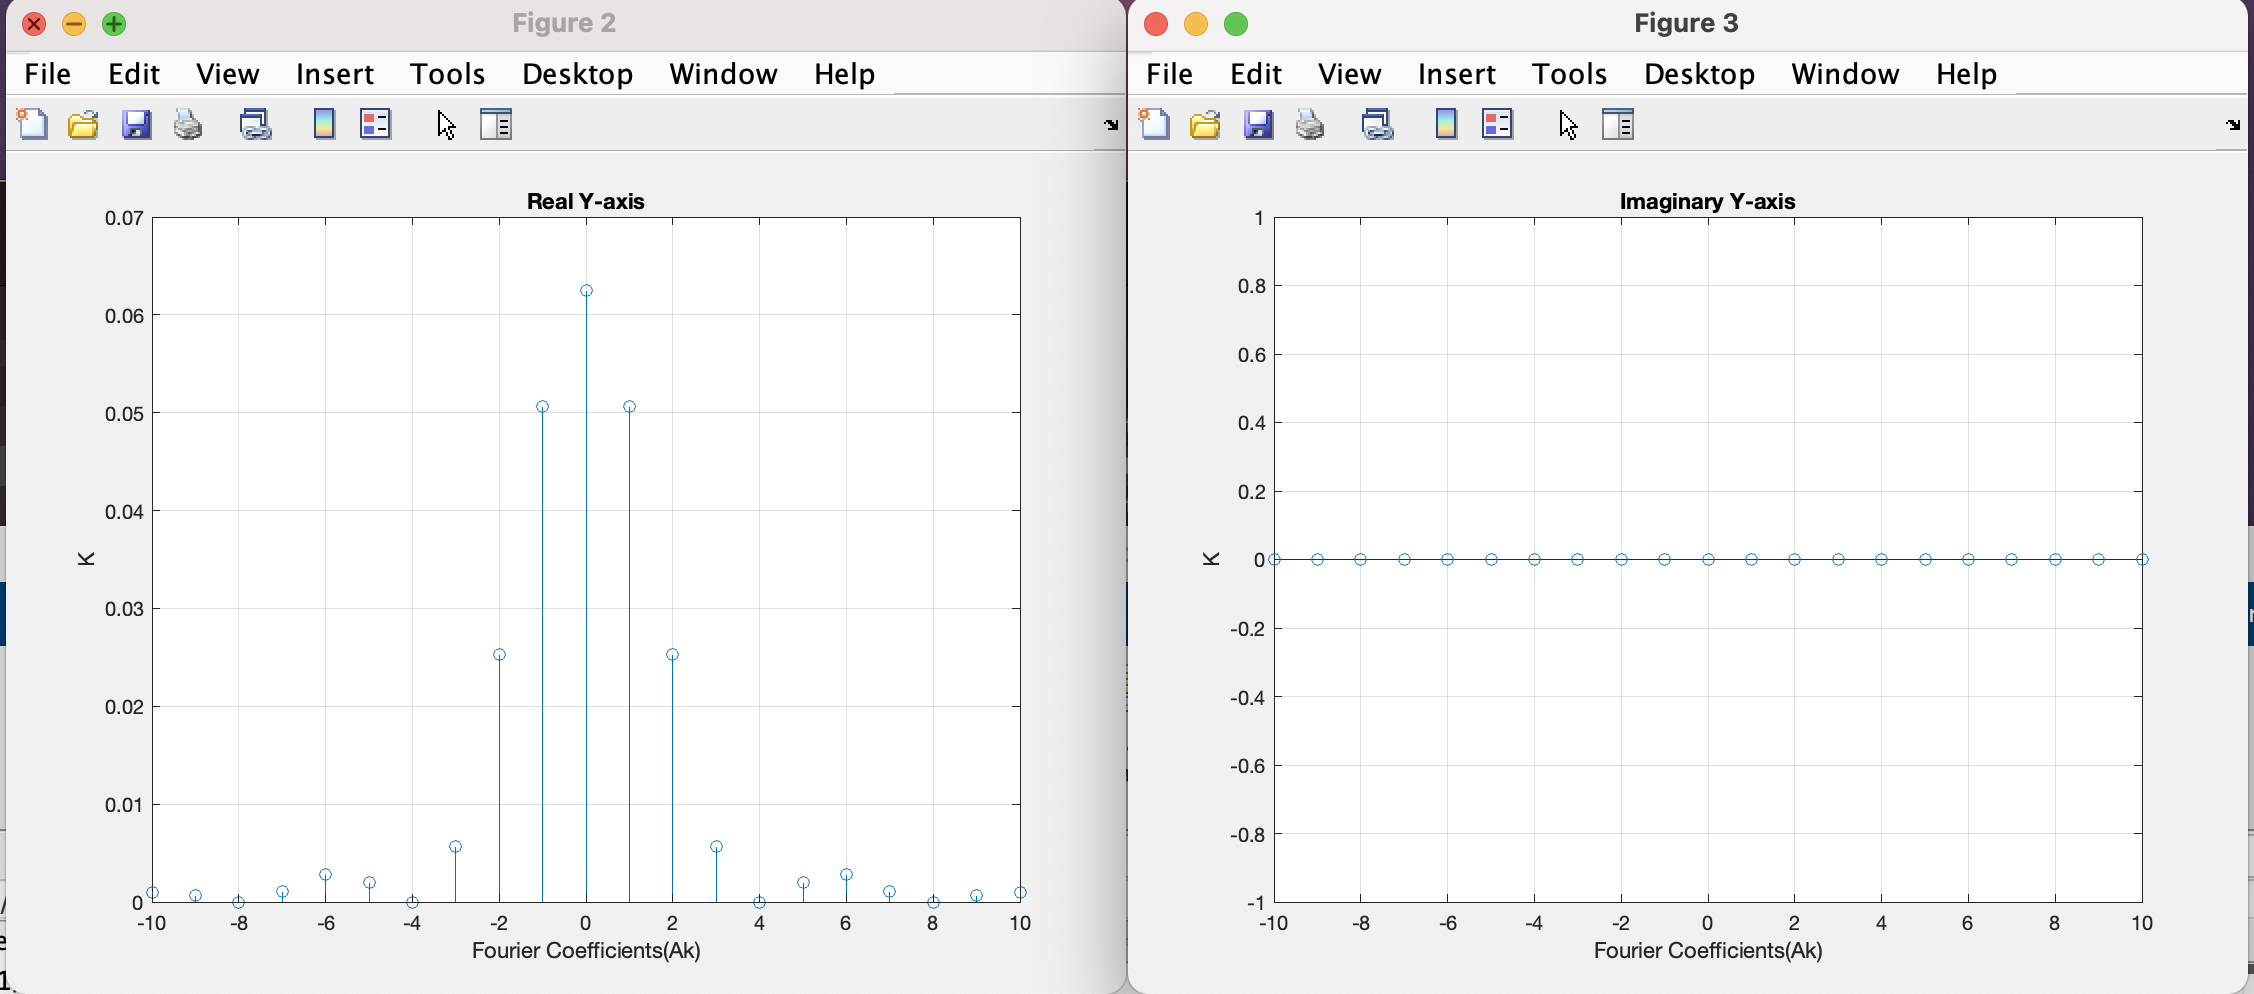 Figure 2
File Edit View Insert Tools Desktop Window Help
Real Y-axis
0.07
0.06
0.05
0.04
0.03
0.02
0.01
0
K
-10 -8 -6 -4 -2 0 2 4 6 8 10
Fourier Coefficients(Ak)
Figure 3
File Edit View Insert Tools Desktop Window Help
Imaginary Y-axis
1
0.8
0.6
0.4
0.2
0
-0.2
-0.4
-0.6
-0.8
-1
K
-10 -8 -6 -4 -2 0 2 4 6 8 10
Fourier Coefficients(Ak)